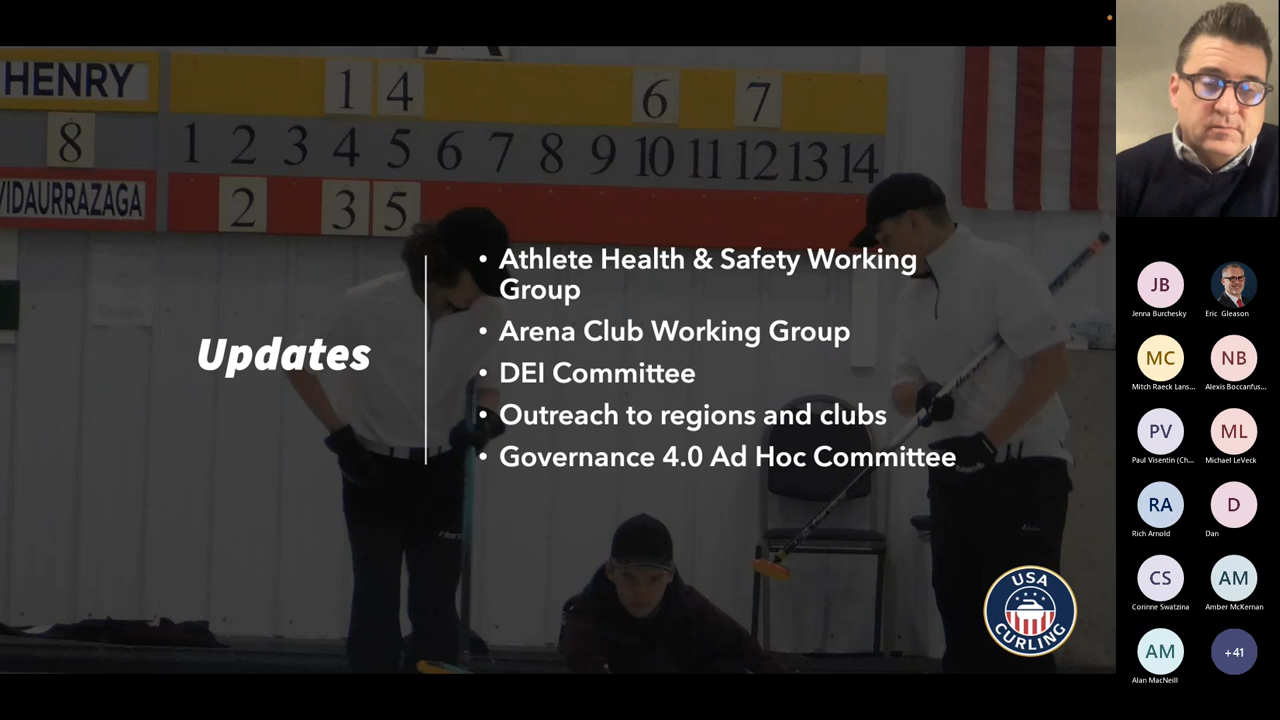 HENRY
1 4 6 7
8
1 2 3 4 5 6 7 8 9 10 11 12 13 14
VIDAURRAZAGA
2 3 5
Updates
• Athlete Health & Safety Working
Group
• Arena Club Working Group
• DEI Committee
• Outreach to regions and clubs
• Governance 4.0 Ad Hoc Committee
USA
CURLING
JB
Jenna Burchesky
Eric Gleason
MC
Mitch Raeck Lans...
NB
Alexis Boccanfus...
PV
Paul Visentin (Ch...
ML
Michael LeVeck
RA
Rich Arnold
D
Dan
CS
Corinne Swatzina
AM
Amber McKernan
AM
Alan MacNeill
+41